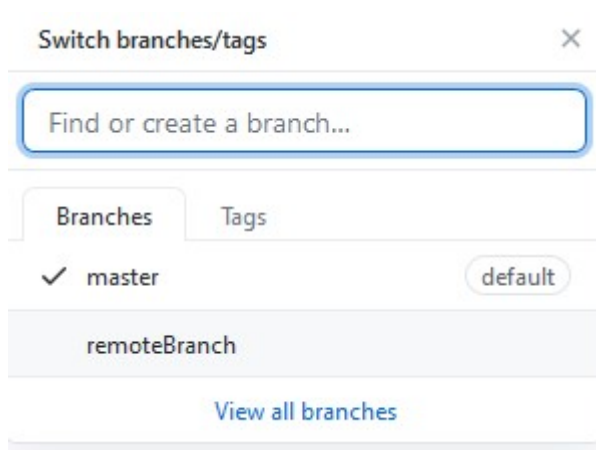 Switch branches/tags
Find or create a branch...
Branches Tags
master default
remoteBranch
View all branches